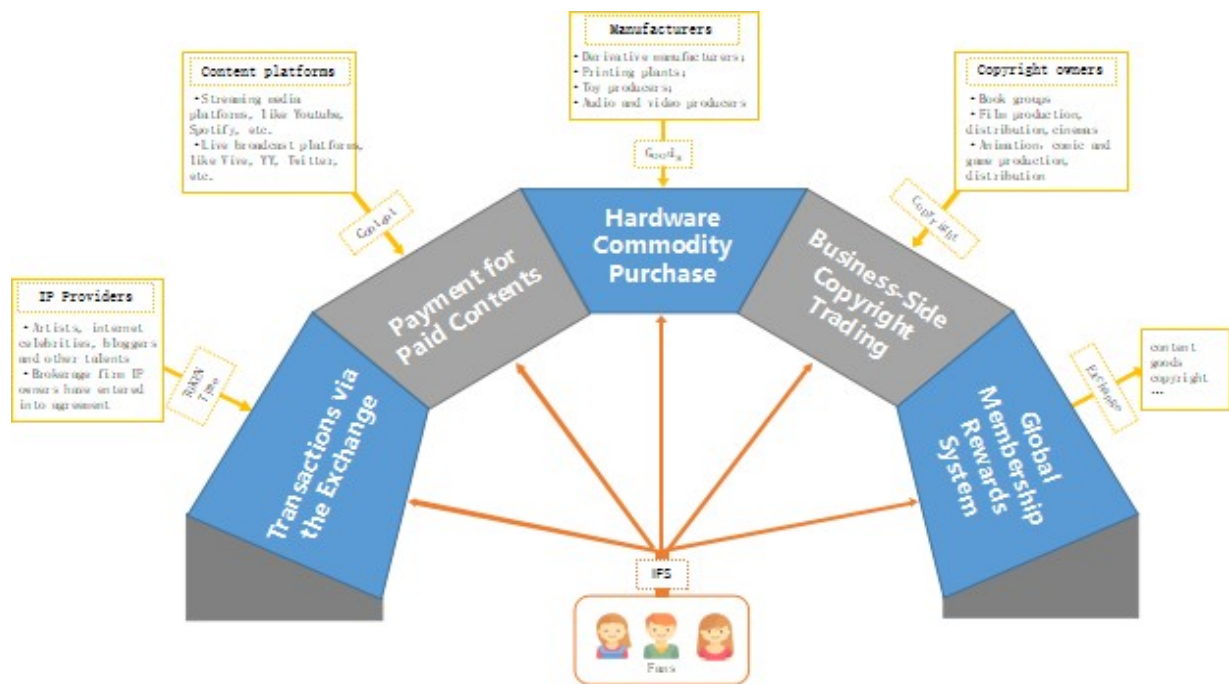 Manufacturers
• Derivative manufacturers;
• Printing plants;
• Toy producers;
• Audio and video producers
Goods
Content platforms
• Streaming media
platforms, like Youtube,
Spotify, etc.
• Live broadcast platforms,
like Vive, YY, Twitter,
etc.
Content
Copyright owners
• Book groups
• Film production,
distribution, cinemas
• Animation, comic and
game production,
distribution
Copyright
IP Providers
• Artists, internet
celebrities, bloggers
and other talents
• Brokerage firm IP
owners have entered
into agreement
Time
Transactions via
the Exchange
Payment for
Paid Contents
Hardware
Commodity
Purchase
Business-Side
Copyright
Trading
Global
Membership
Rewards
System
Exchange
content
goods
copyright
...
IFS
Fans